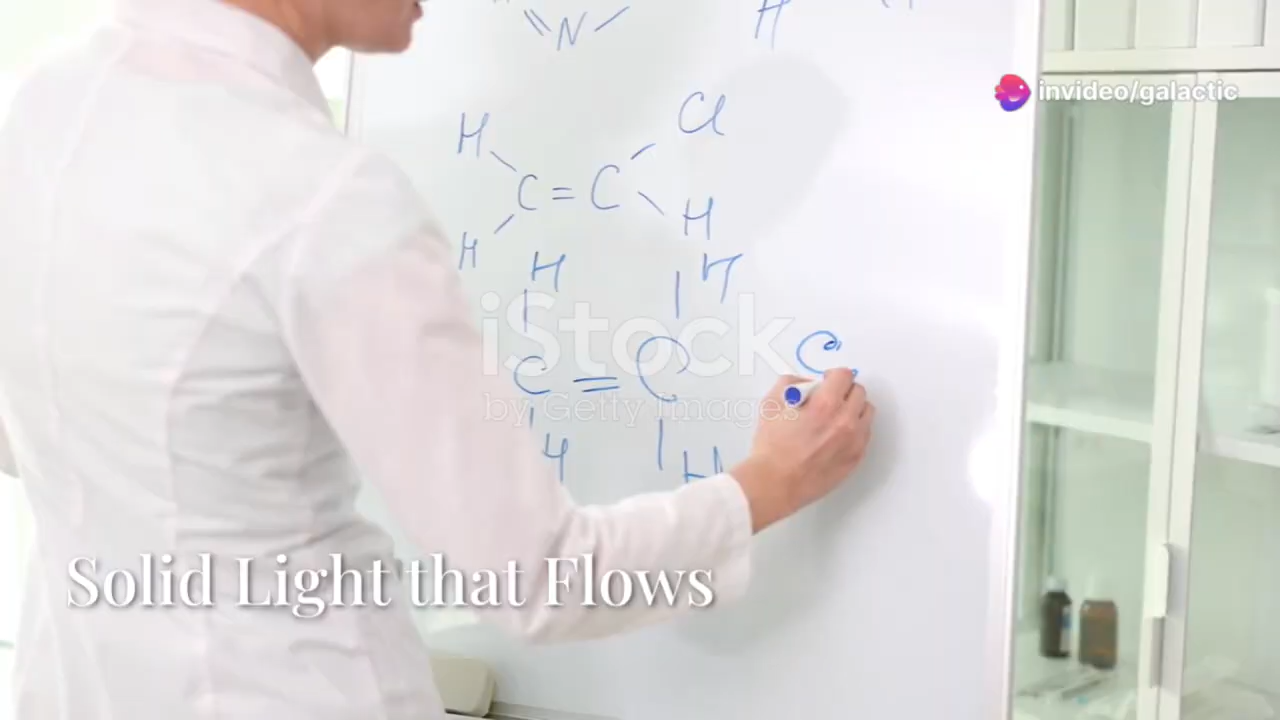 N
H
invideo/galactic
H
Cl
C = C
H
H
H
H
iStock
C = C
C
by Getty Images
H
H
Solid Light that Flows